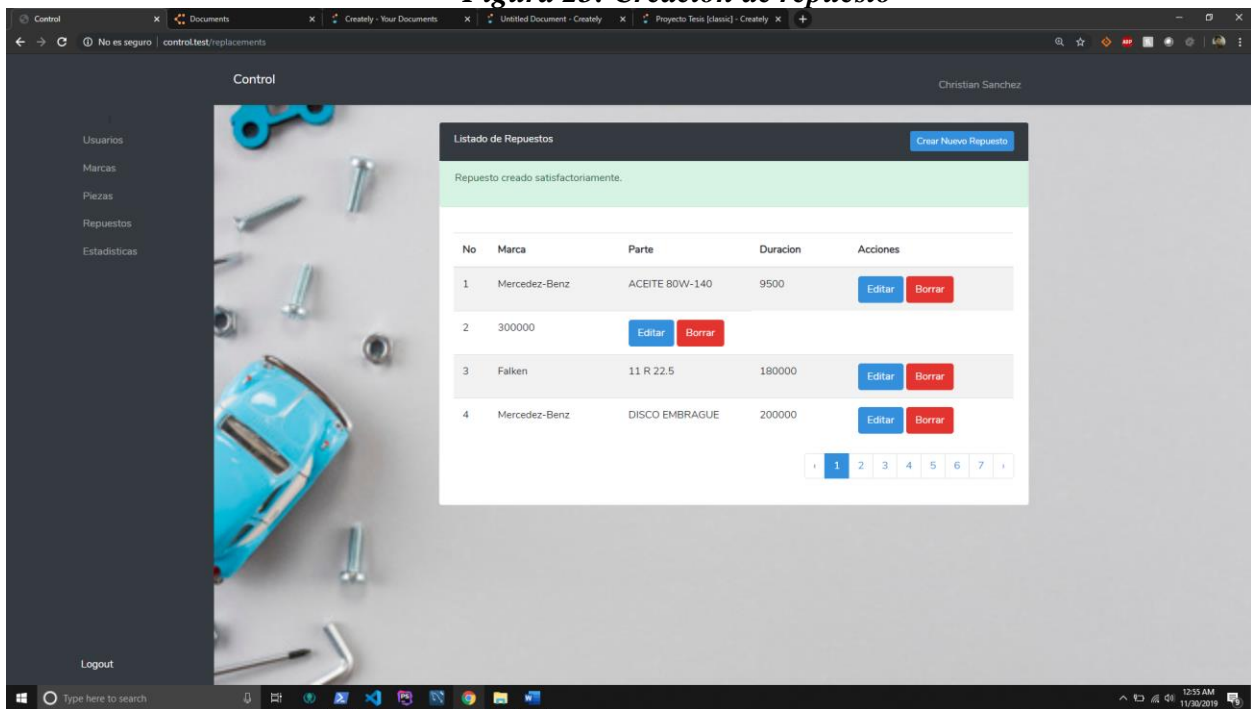 Figura 23: Creación de repuesto
Control
Documents
Creately - Your Documents
Untitled Document - Creately
Proyecto Tesis [classic] - Creately
No es seguro
control.test/replacements
Control
Christian Sanchez
Usuarios
Marcas
Piezas
Repuestos
Estadisticas
Logout
Listado de Repuestos
Crear Nuevo Repuesto
Repuesto creado satisfactoriamente.
No Marca Parte Duracion Acciones
1 Mercedez-Benz ACEITE 80W-140 9500 Editar Borrar
2 300000 Editar Borrar
3 Falken 11 R 22.5 180000 Editar Borrar
4 Mercedez-Benz DISCO EMBRAGUE 200000 Editar Borrar
‹ 1 2 3 4 5 6 7 ›
Type here to search
12:55 AM
11/30/2019